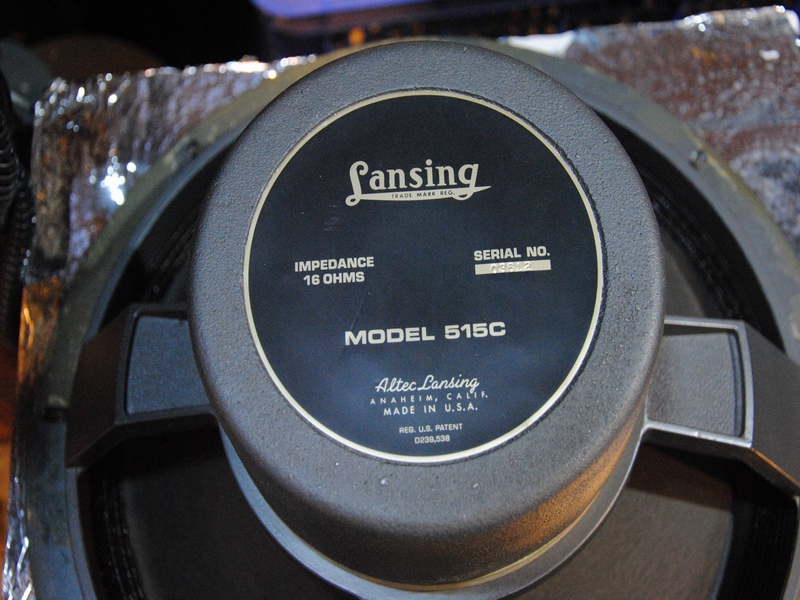 Lansing
TRADE MARK REG.
IMPEDANCE
16 OHMS
SERIAL NO.
MODEL 515C
Altec Lansing
ANAHEIM, CALIF.
MADE IN U.S.A.
REG. U.S. PATENT
D239,538